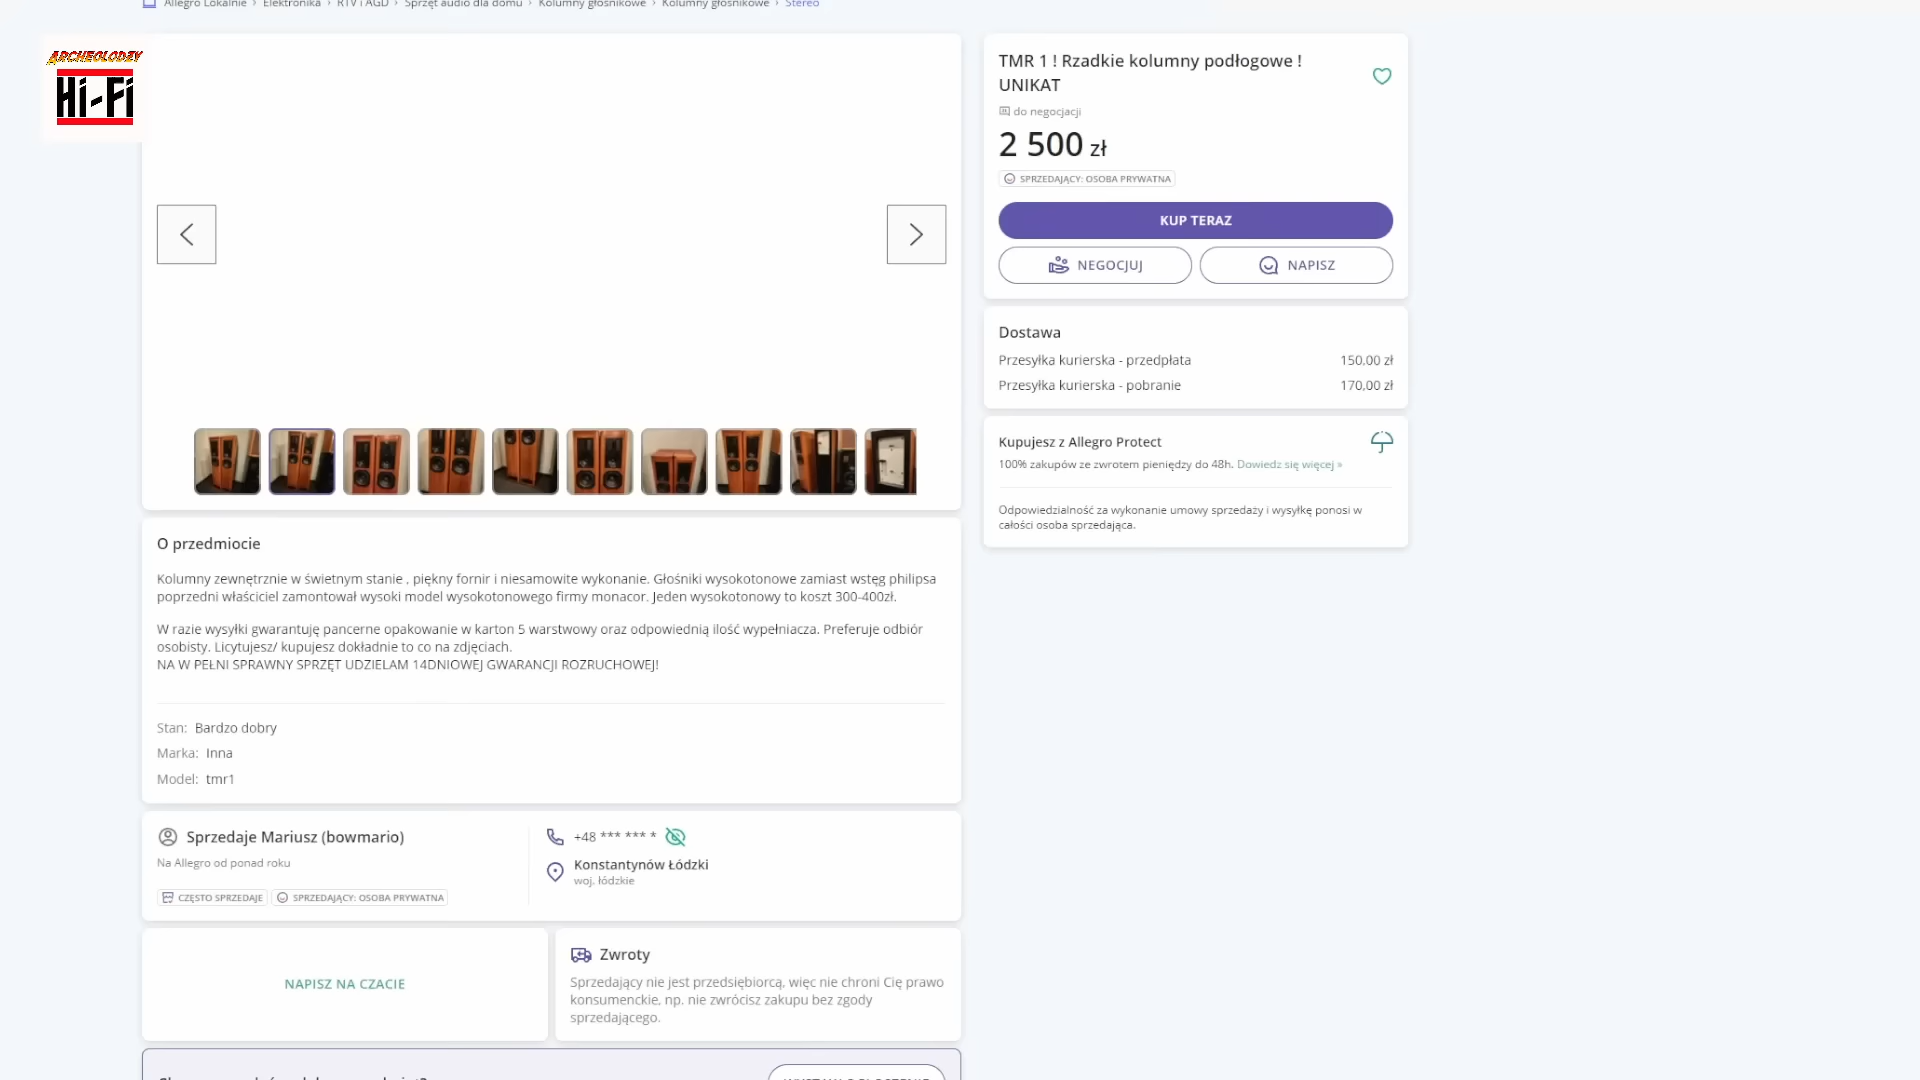 Allegro Lokalnie > Elektronika > RTV i AGD > Sprzęt audio dla domu > Kolumny głośnikowe > Kolumny głośnikowe > Stereo
ARCHEOLODZY
Hi-Fi
TMR 1 ! Rzadkie kolumny podłogowe !
UNIKAT
do negocjacji
2 500 zł
SPRZEDAJĄCY: OSOBA PRYWATNA
KUP TERAZ
NEGOCJUJ
NAPISZ
Dostawa
Przesyłka kurierska - przedpłata 150,00 zł
Przesyłka kurierska - pobranie 170,00 zł
Kupujesz z Allegro Protect
100% zakupów ze zwrotem pieniędzy do 48h. Dowiedz się więcej »
Odpowiedzialność za wykonanie umowy sprzedaży i wysyłkę ponosi w
całości osoba sprzedająca.
O przedmiocie
Kolumny zewnętrznie w świetnym stanie , piękny fornir i niesamowite wykonanie. Głośniki wysokotonowe zamiast wstęg philipsa
poprzedni właściciel zamontował wysoki model wysokotonowego firmy monacor. Jeden wysokotonowy to koszt 300-400zł.
W razie wysyłki gwarantuję pancerne opakowanie w karton 5 warstwowy oraz odpowiednią ilość wypełniacza. Preferuje odbiór
osobisty. Licytujesz/ kupujesz dokładnie to co na zdjęciach.
NA W PEŁNI SPRAWNY SPRZĘT UDZIELAM 14DNIOWEJ GWARANCJI ROZRUCHOWEJ!
Stan: Bardzo dobry
Marka: Inna
Model: tmr1
Sprzedaje Mariusz (bowmario)
Na Allegro od ponad roku
CZĘSTO SPRZEDAJE
SPRZEDAJĄCY: OSOBA PRYWATNA
+48 *** *** *
Konstantynów Łódzki
woj. łódzkie
NAPISZ NA CZACIE
Zwroty
Sprzedający nie jest przedsiębiorcą, więc nie chroni Cię prawo
konsumenckie, np. nie zwrócisz zakupu bez zgody
sprzedającego.